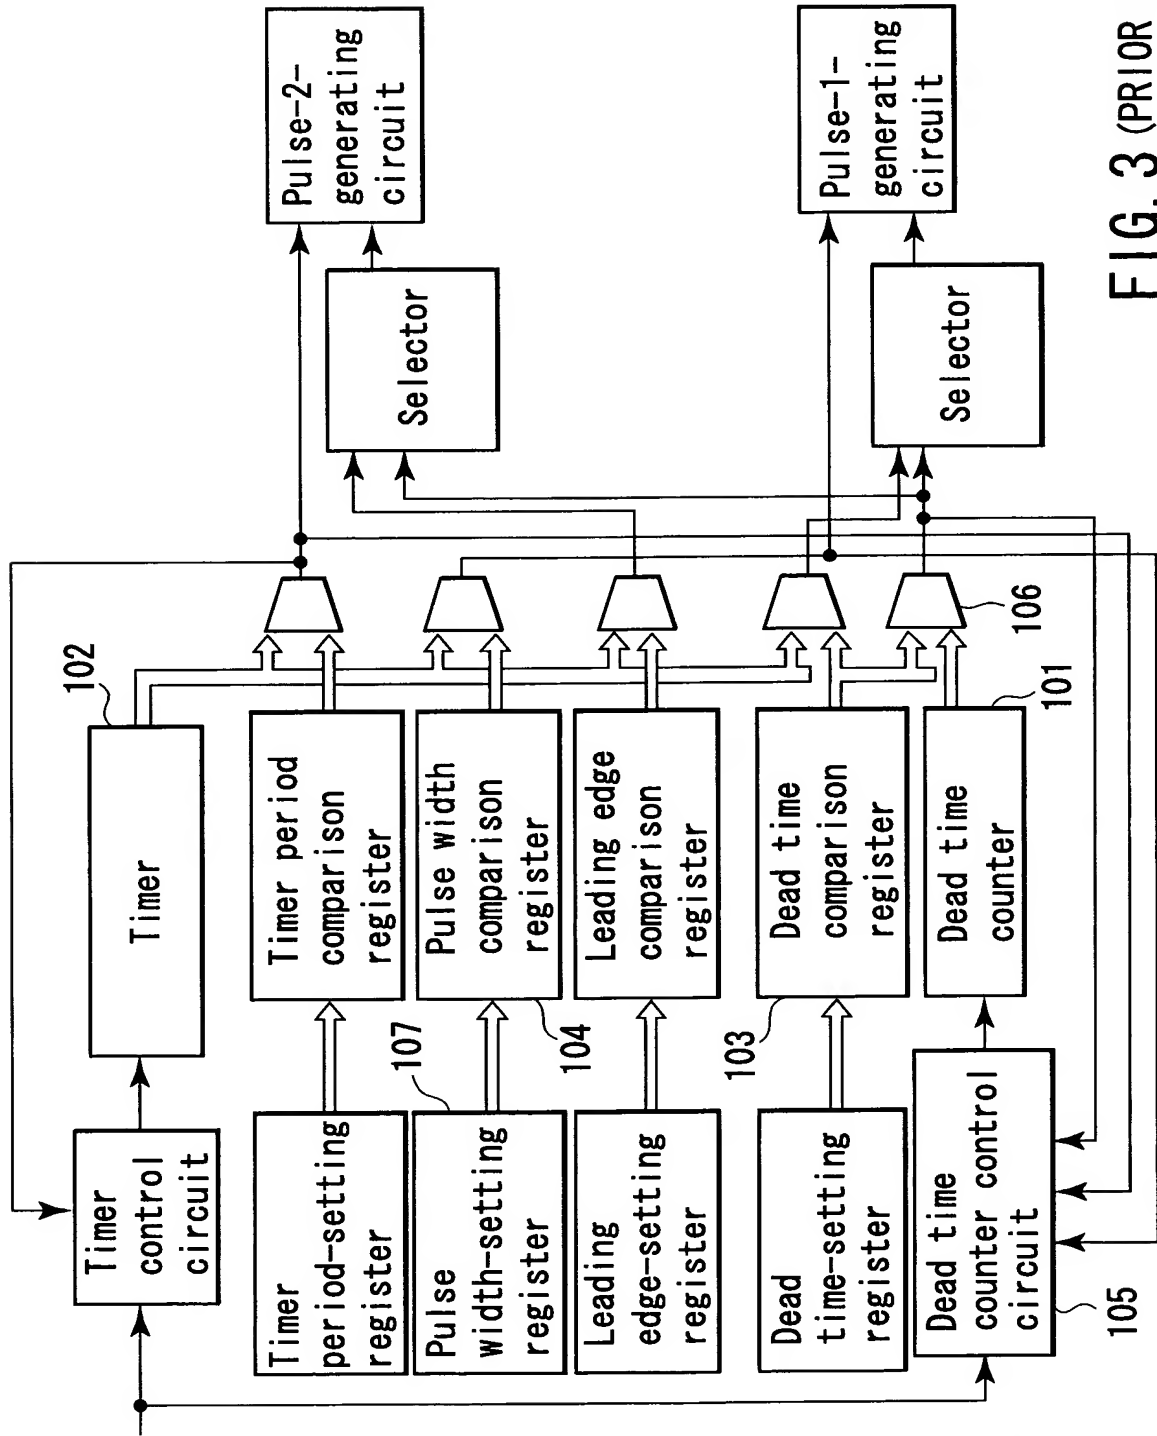 Timer
control
circuit
Timer
102
Timer
period-setting
register
Timer period
comparison
register
Pulse
width-setting
register
107
Pulse width
comparison
register
104
Leading
edge-setting
register
Leading edge
comparison
register
Dead
time-setting
register
103
Dead time
comparison
register
Dead time
counter control
circuit
105
Dead time
counter
101
106
Selector
Pulse-2-
generating
circuit
Selector
Pulse-1-
generating
circuit
FIG. 3 (PRIOR